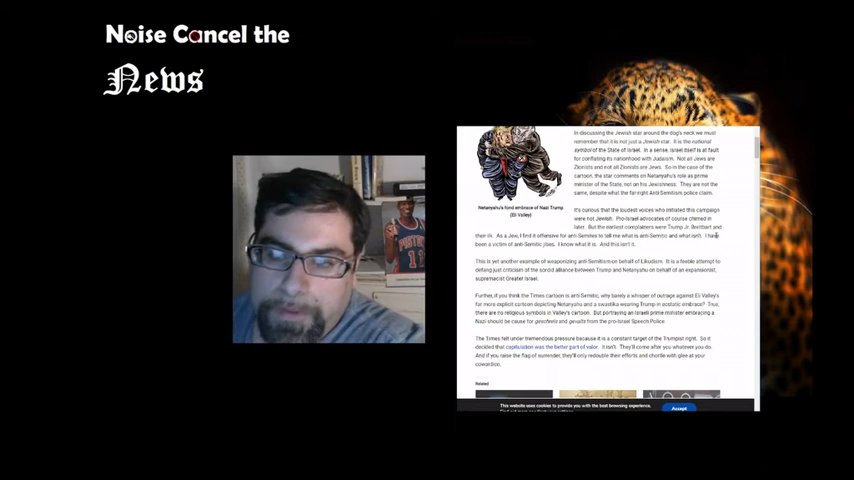 Noise Cancel the
News
PISTONS
11
In discussing the Jewish star around the dog's neck we must
remember that it is not just a Jewish star. It is the national
symbol of the State of Israel. In a sense, Israel itself is at fault
for conflating its nationhood with Judaism. Not all Jews are
Zionists and not all Zionists are Jews. So in the case of the
cartoon, the star comments on Netanyahu's role as prime
minister of the State, not on his Jewishness. They are not the
same, despite what the far-right Anti-Semitism police claim.
Netanyahu's fond embrace of Nazi Trump
(Eli Valley)
It's curious that the loudest voices who initiated this campaign
were not Jewish. Pro-Israel advocates of course chimed in
later. But the earliest complainers were Trump Jr. Breitbart and
their ilk. As a Jew, I find it offensive for anti-Semites to tell me what is anti-Semitic and what isn't. I have
been a victim of anti-Semitic jibes. I know what it is. And this isn't it.
This is yet another example of weaponizing anti-Semitism on behalf of Likudism. It is a feeble attempt to
defang just criticism of the sordid alliance between Trump and Netanyahu on behalf of an expansionist,
supremacist Greater Israel.
Further, if you think the Times cartoon is anti-Semitic, why barely a whisper of outrage against Eli Valley's
far more explicit cartoon depicting Netanyahu and a swastika-wearing Trump in ecstatic embrace? True,
there are no religious symbols in Valley's cartoon. But portraying an Israeli prime minister embracing a
Nazi should be cause for geschreis and gevalts from the pro-Israel Speech Police.
The Times felt under tremendous pressure because it is a constant target of the Trumpist right. So it
decided that capitulation was the better part of valor. It isn't. They'll come after you whatever you do.
And if you raise the flag of surrender, they'll only redouble their efforts and chortle with glee at your
cowardice.
Related
This website uses cookies to provide you with the best browsing experience.
Accept